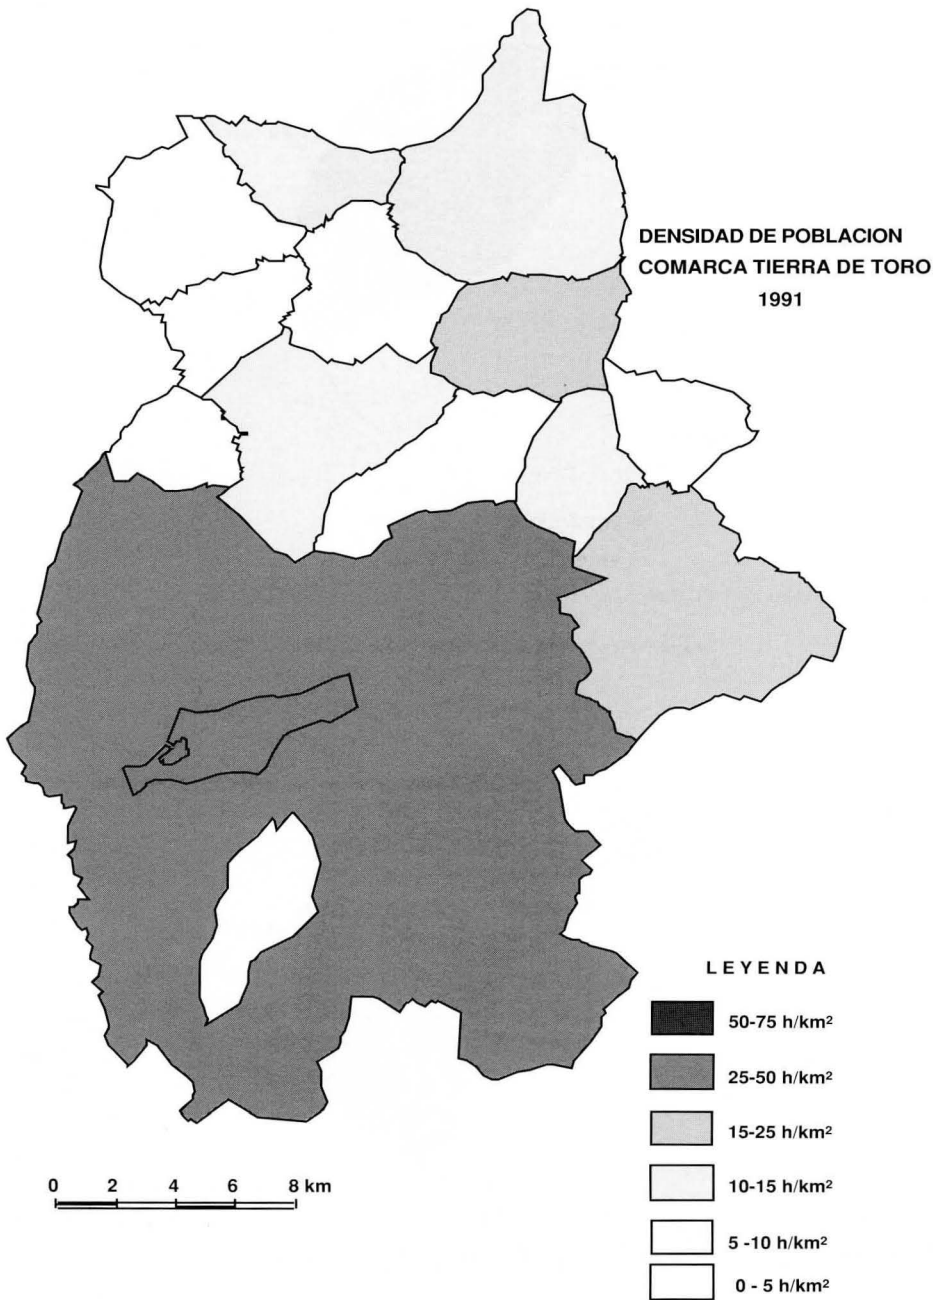 DENSIDAD DE POBLACION
COMARCA TIERRA DE TORO
1991
LEYENDA
50-75 h/km²
25-50 h/km²
15-25 h/km²
10-15 h/km²
5 -10 h/km²
0 - 5 h/km²
0 2 4 6 8 km